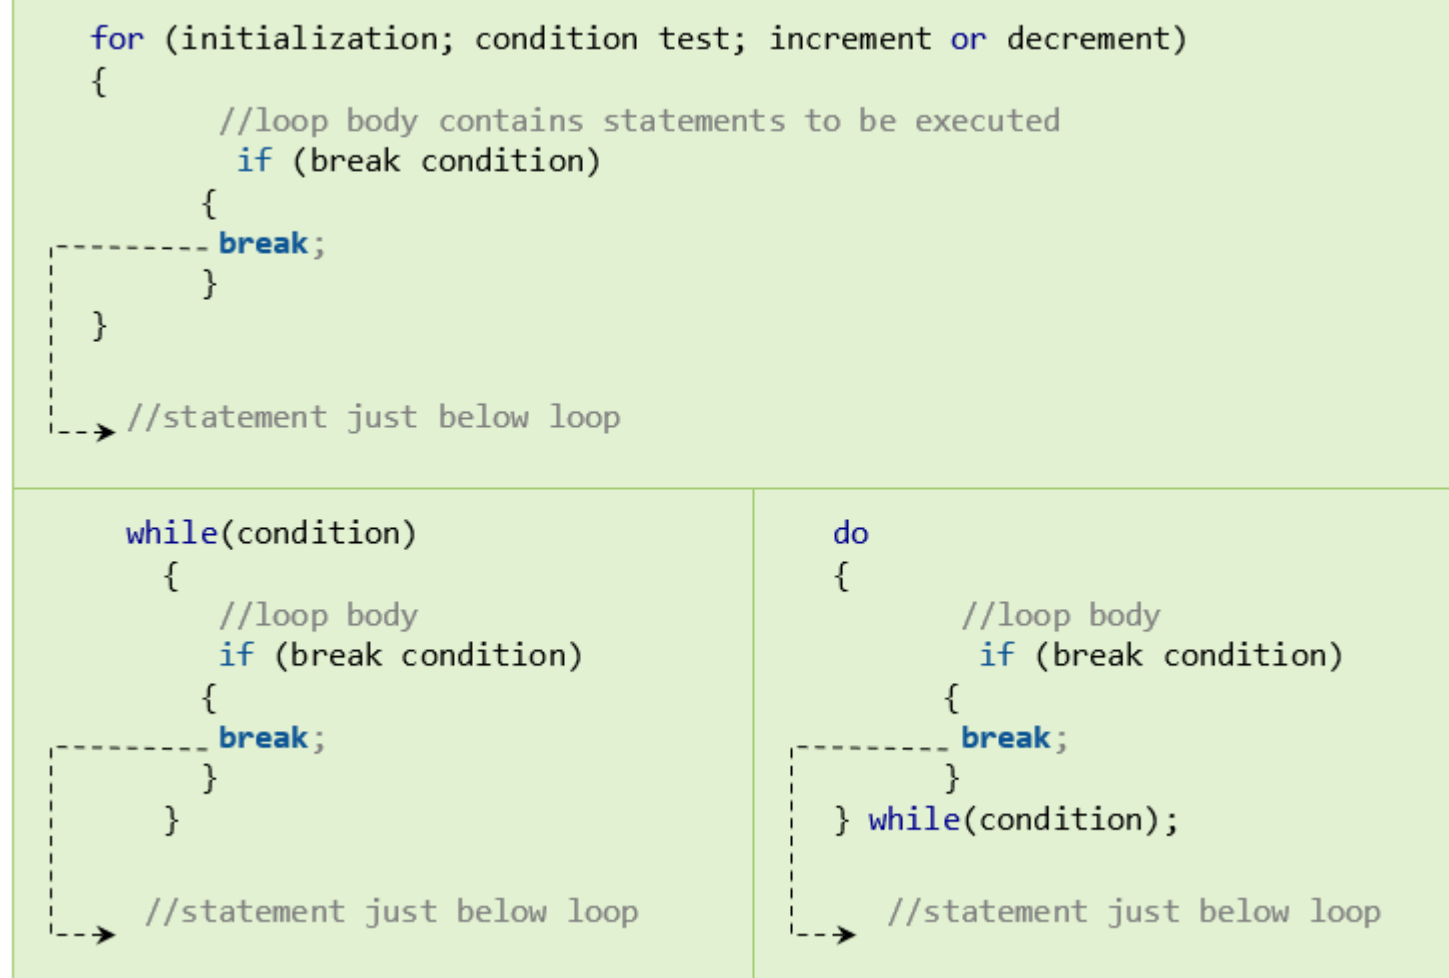 for (initialization; condition test; increment or decrement)
{
//loop body contains statements to be executed
if (break condition)
{
break;
}
}
//statement just below loop
while(condition)
{
//loop body
if (break condition)
{
break;
}
}
//statement just below loop
do
{
//loop body
if (break condition)
{
break;
}
} while(condition);
//statement just below loop